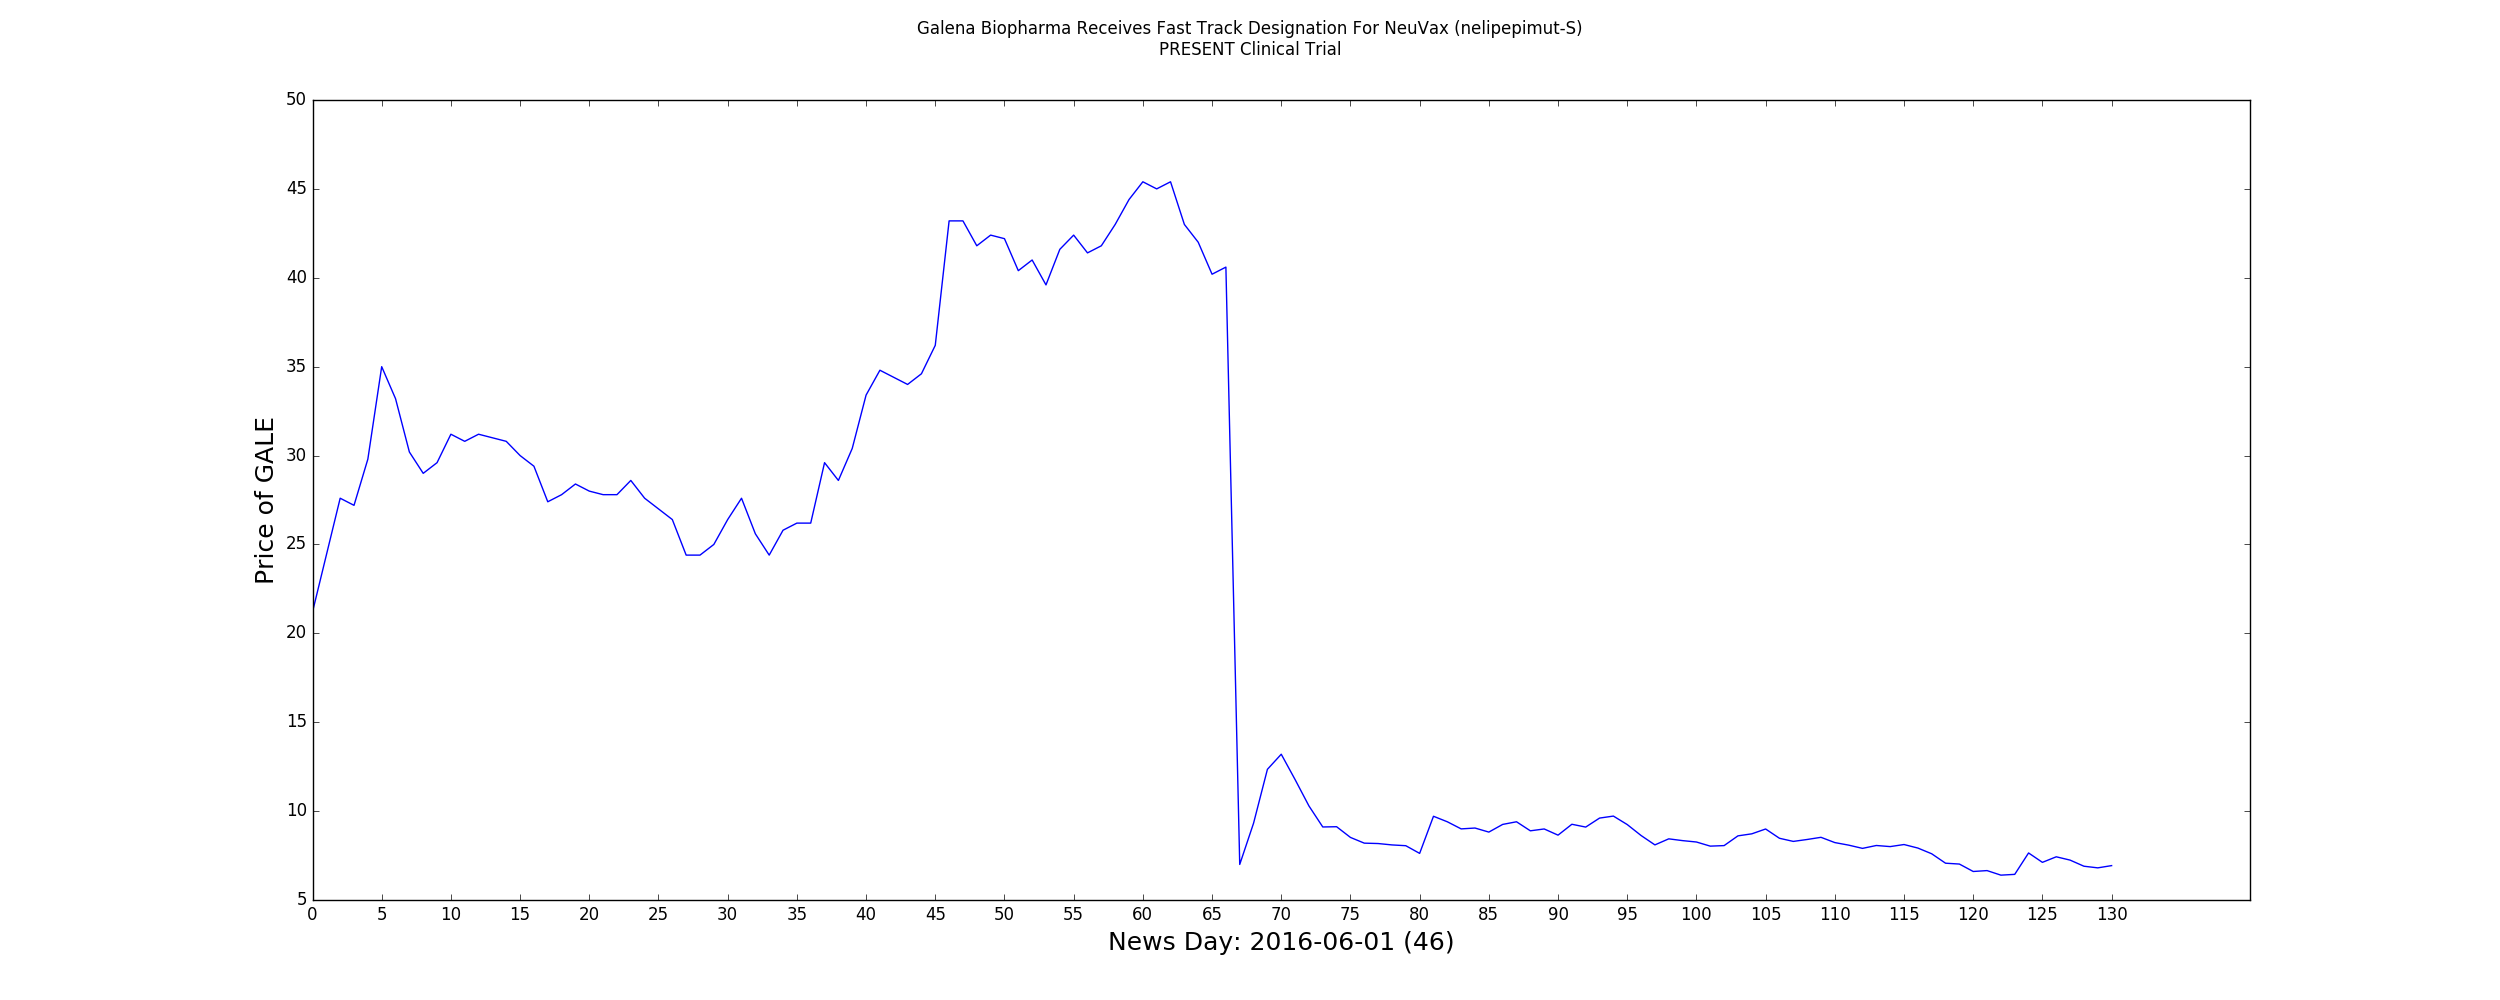 Galena Biopharma Receives Fast Track Designation For NeuVax (nelipepimut-S)
PRESENT Clinical Trial
50
45
40
35
30
25
20
15
10
5
Price of GALE
0 5 10 15 20 25 30 35 40 45 50 55 60 65 70 75 80 85 90 95 100 105 110 115 120 125 130
News Day: 2016-06-01 (46)